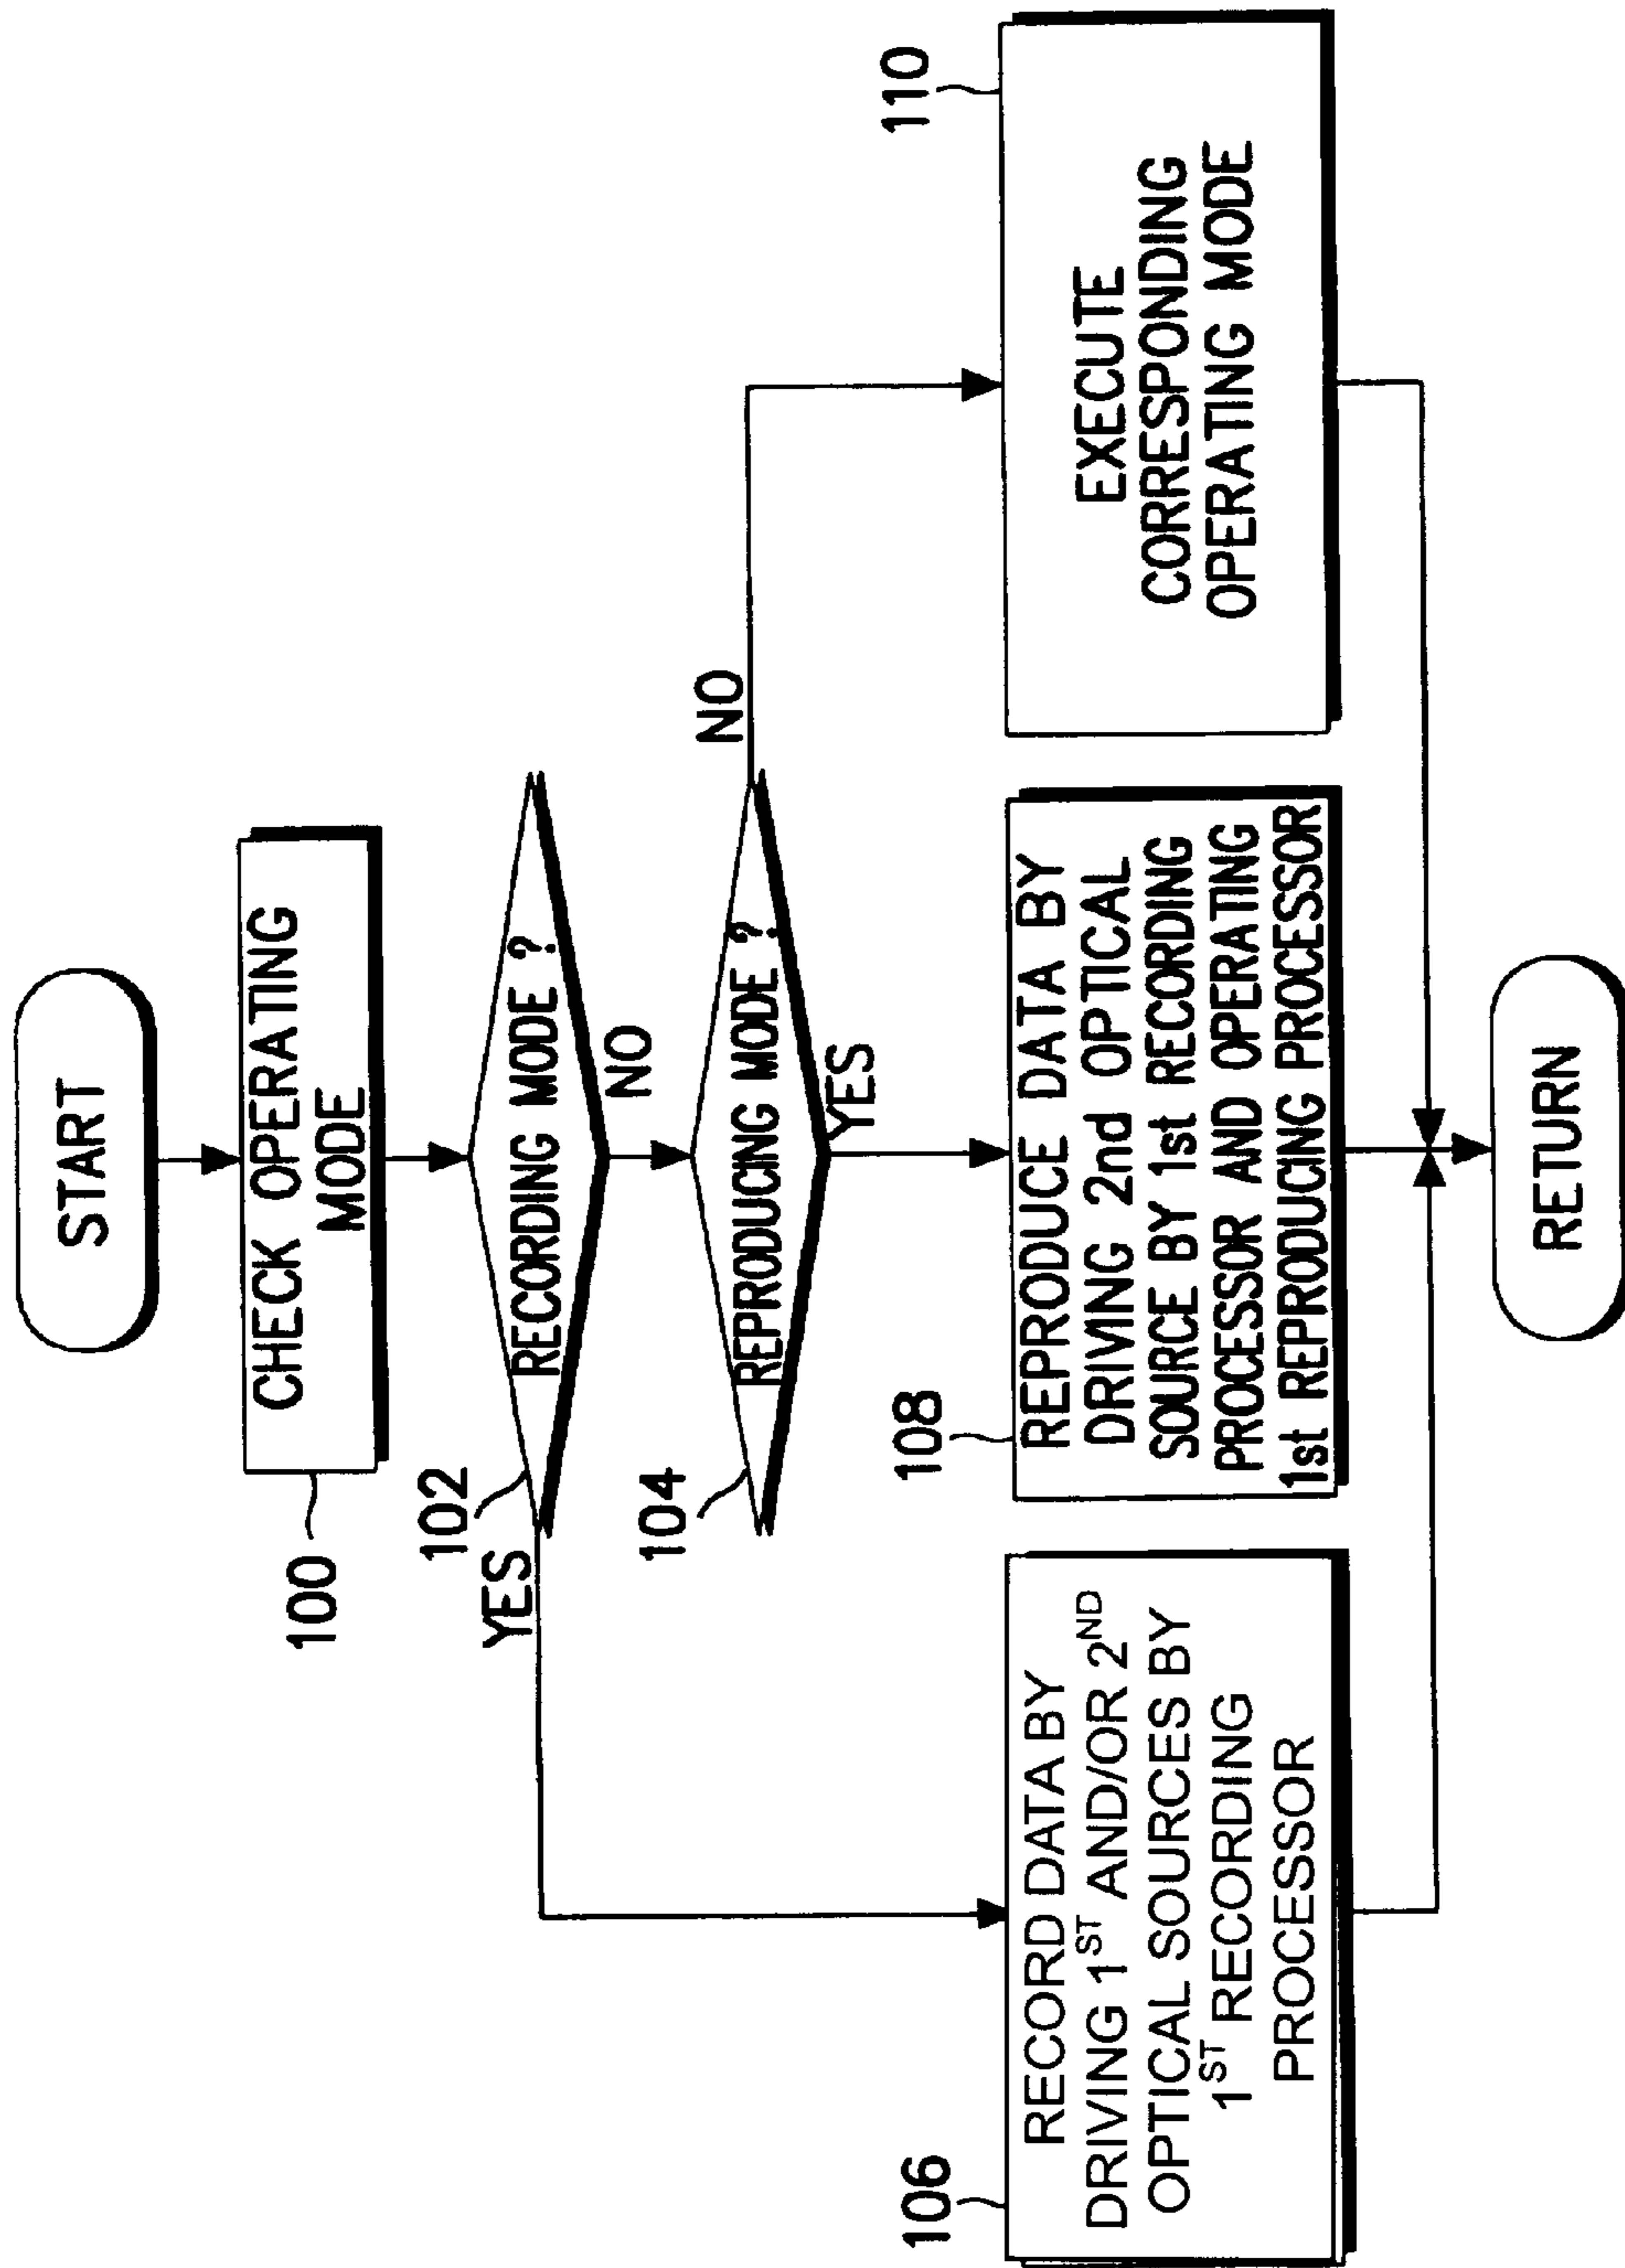 START
100
CHECK OPERATING
MODE
102
RECORDING MODE ?
YES
NO
104
REPRODUCING MODE ?
NO
YES
106
RECORD DATA BY
DRIVING 1ST AND/OR 2ND
OPTICAL SOURCES BY
1ST RECORDING
PROCESSOR
108
REPRODUCE DATA BY
DRIVING 2nd OPTICAL
SOURCE BY 1st RECORDING
PROCESSOR AND OPERATING
1st REPRODUCING PROCESSOR
110
EXECUTE
CORRESPONDING
OPERATING MODE
RETURN